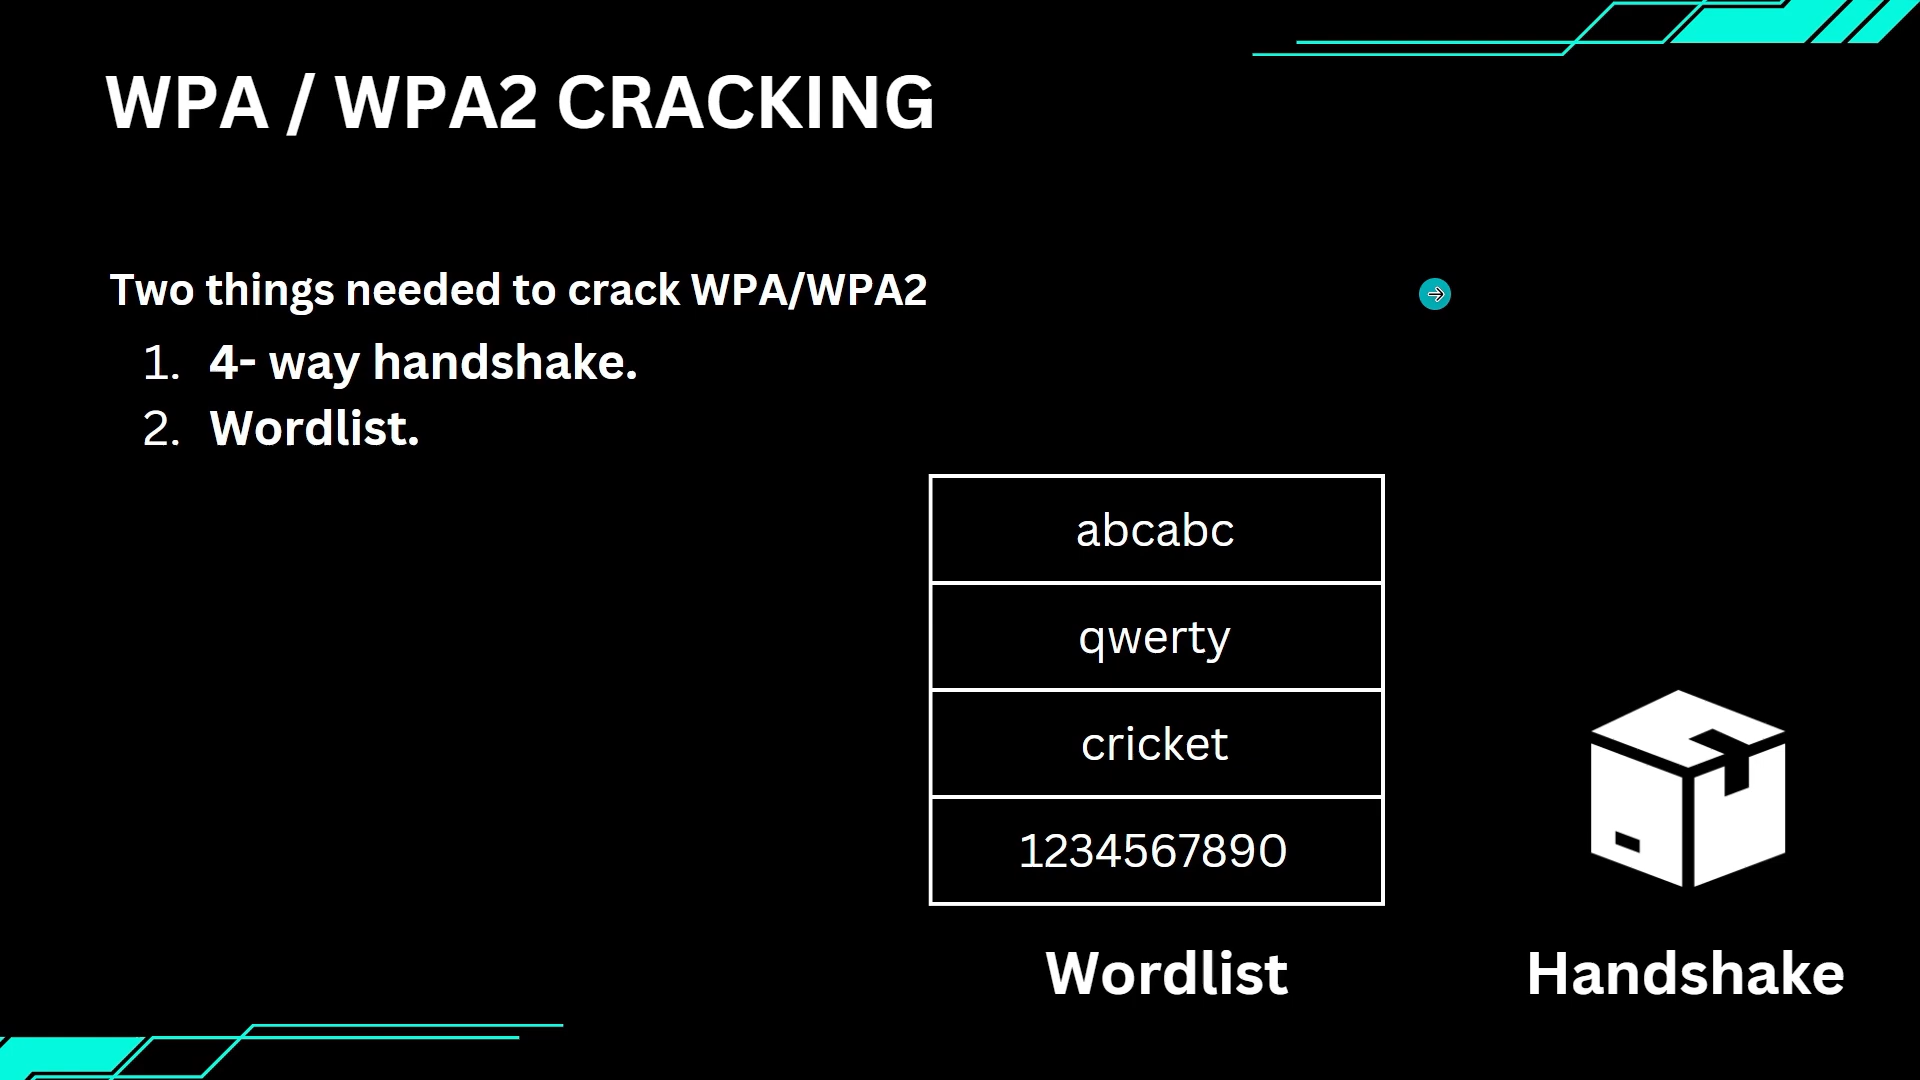 WPA / WPA2 CRACKING
Two things needed to crack WPA/WPA2
1. 4- way handshake.
2. Wordlist.
abcabc
qwerty
cricket
1234567890
Wordlist
Handshake